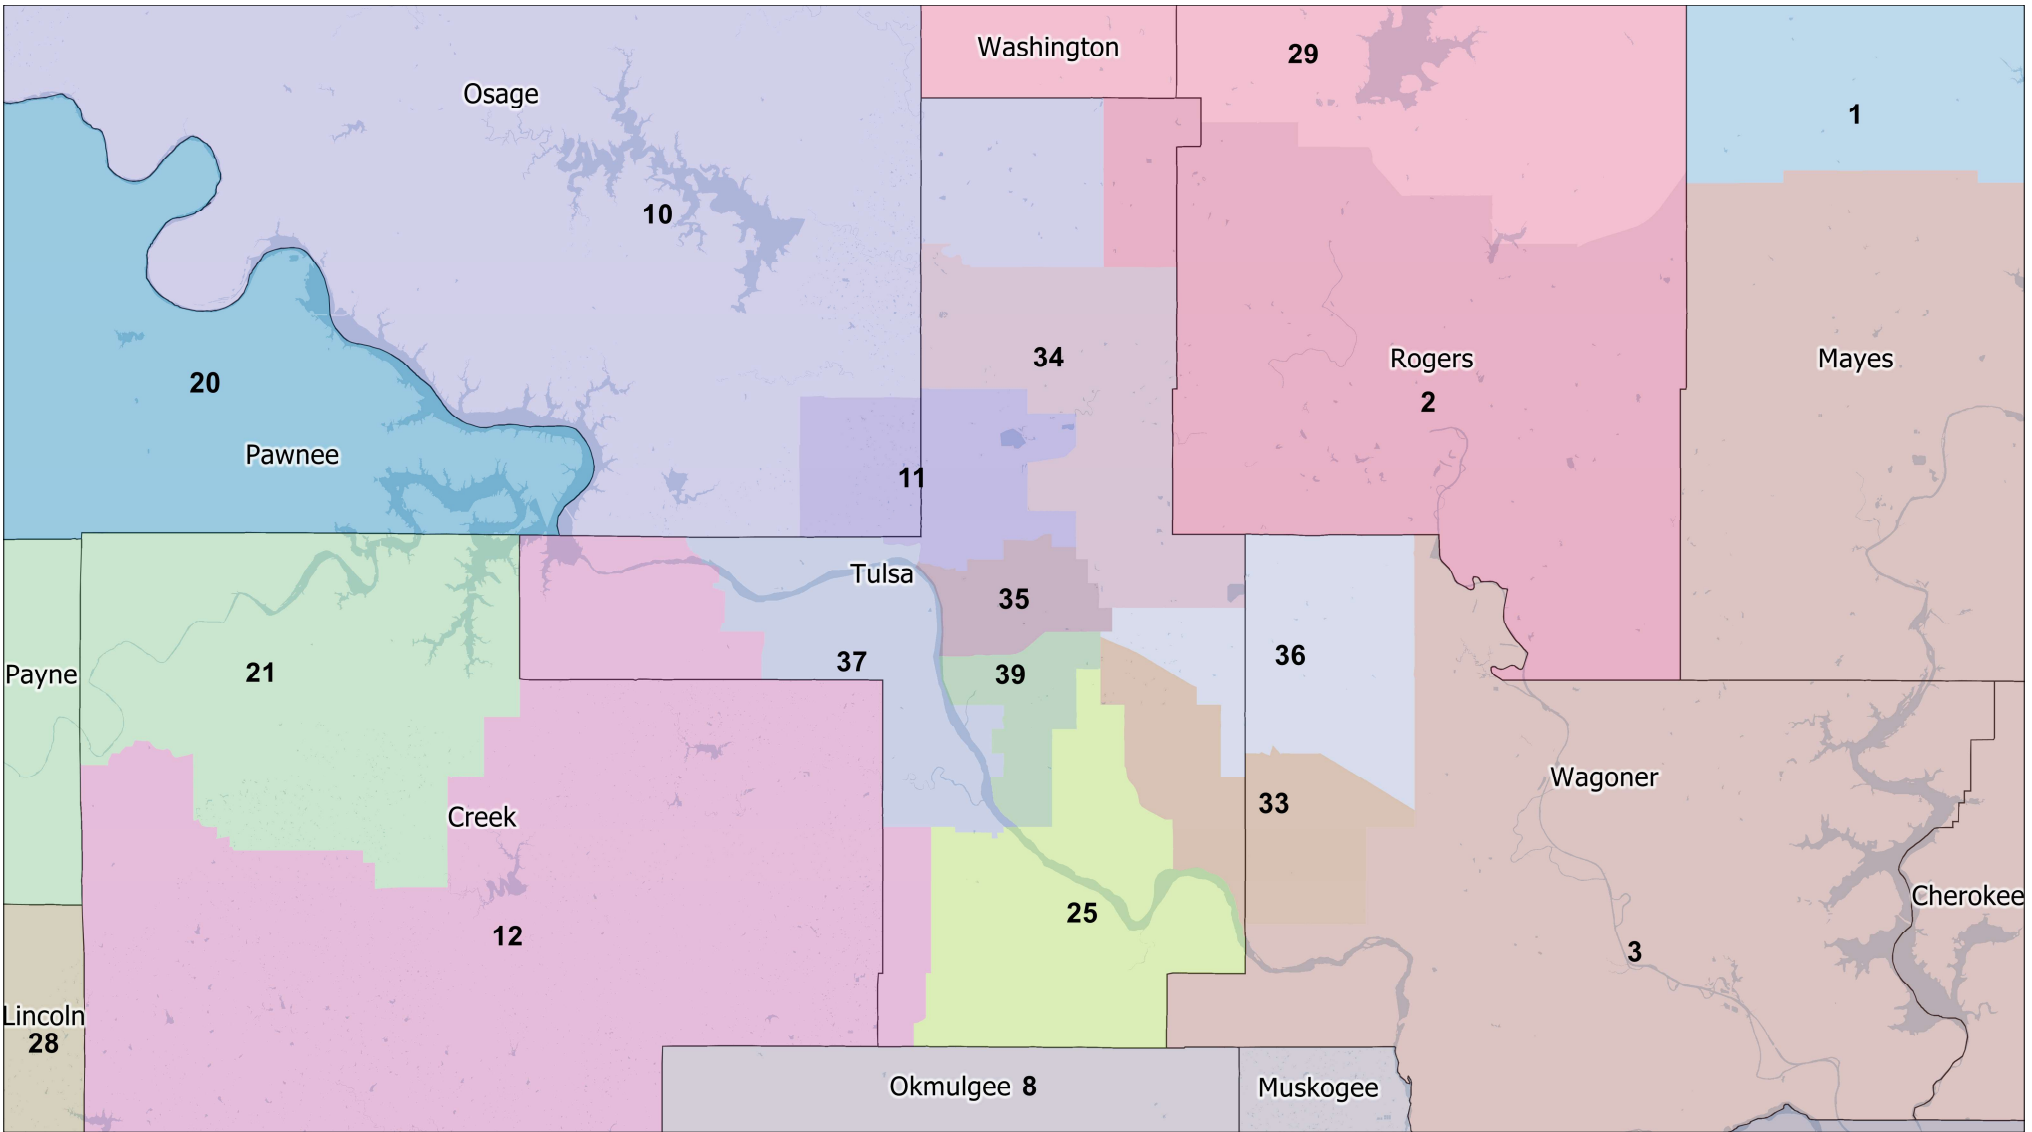 Washington
29
Osage
1
10
34
Rogers
Mayes
20
2
Pawnee
11
Tulsa
35
36
37
Payne
21
39
Wagoner
33
Creek
Cherokee
25
12
3
Lincoln
28
Okmulgee 8
Muskogee